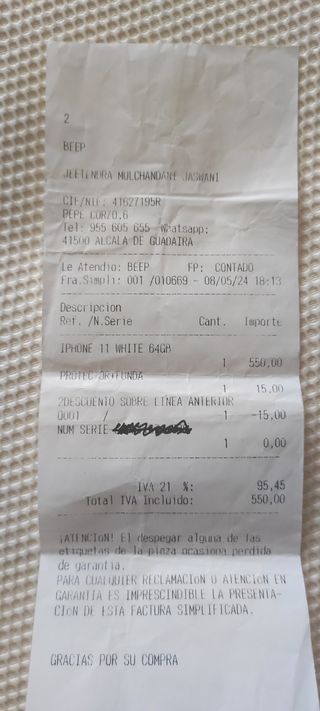 2
BEEP
JEETENDRA MULCHANDANI JASWANI
CIF/NIF: 41627195R
PEPE CORZO,6
Tel: 955 605 655 Whatsapp:
41500 ALCALA DE GUADAIRA
Le Atendio: BEEP FP: CONTADO
Fra.Simpli: 001 /010669 - 08/05/24 18:13
Descripcion
Ref. /N.Serie Cant. Importe
IPHONE 11 WHITE 64GB
1 550,00
PROTECTOR+FUNDA
1 15,00
2DESCUENTO SOBRE LINEA ANTERIOR
0001 / 1 -15,00
NUM SERIE
1 0,00
IVA 21 %: 95,45
Total IVA Incluido: 550,00
¡ATENCION! El despegar alguna de las
etiquetas de la pieza ocasiona perdida
de garantia.
PARA CUALQUIER RECLAMACION O ATENCION EN
GARANTIA ES IMPRESCINDIBLE LA PRESENTA-
CION DE ESTA FACTURA SIMPLIFICADA.
GRACIAS POR SU COMPRA